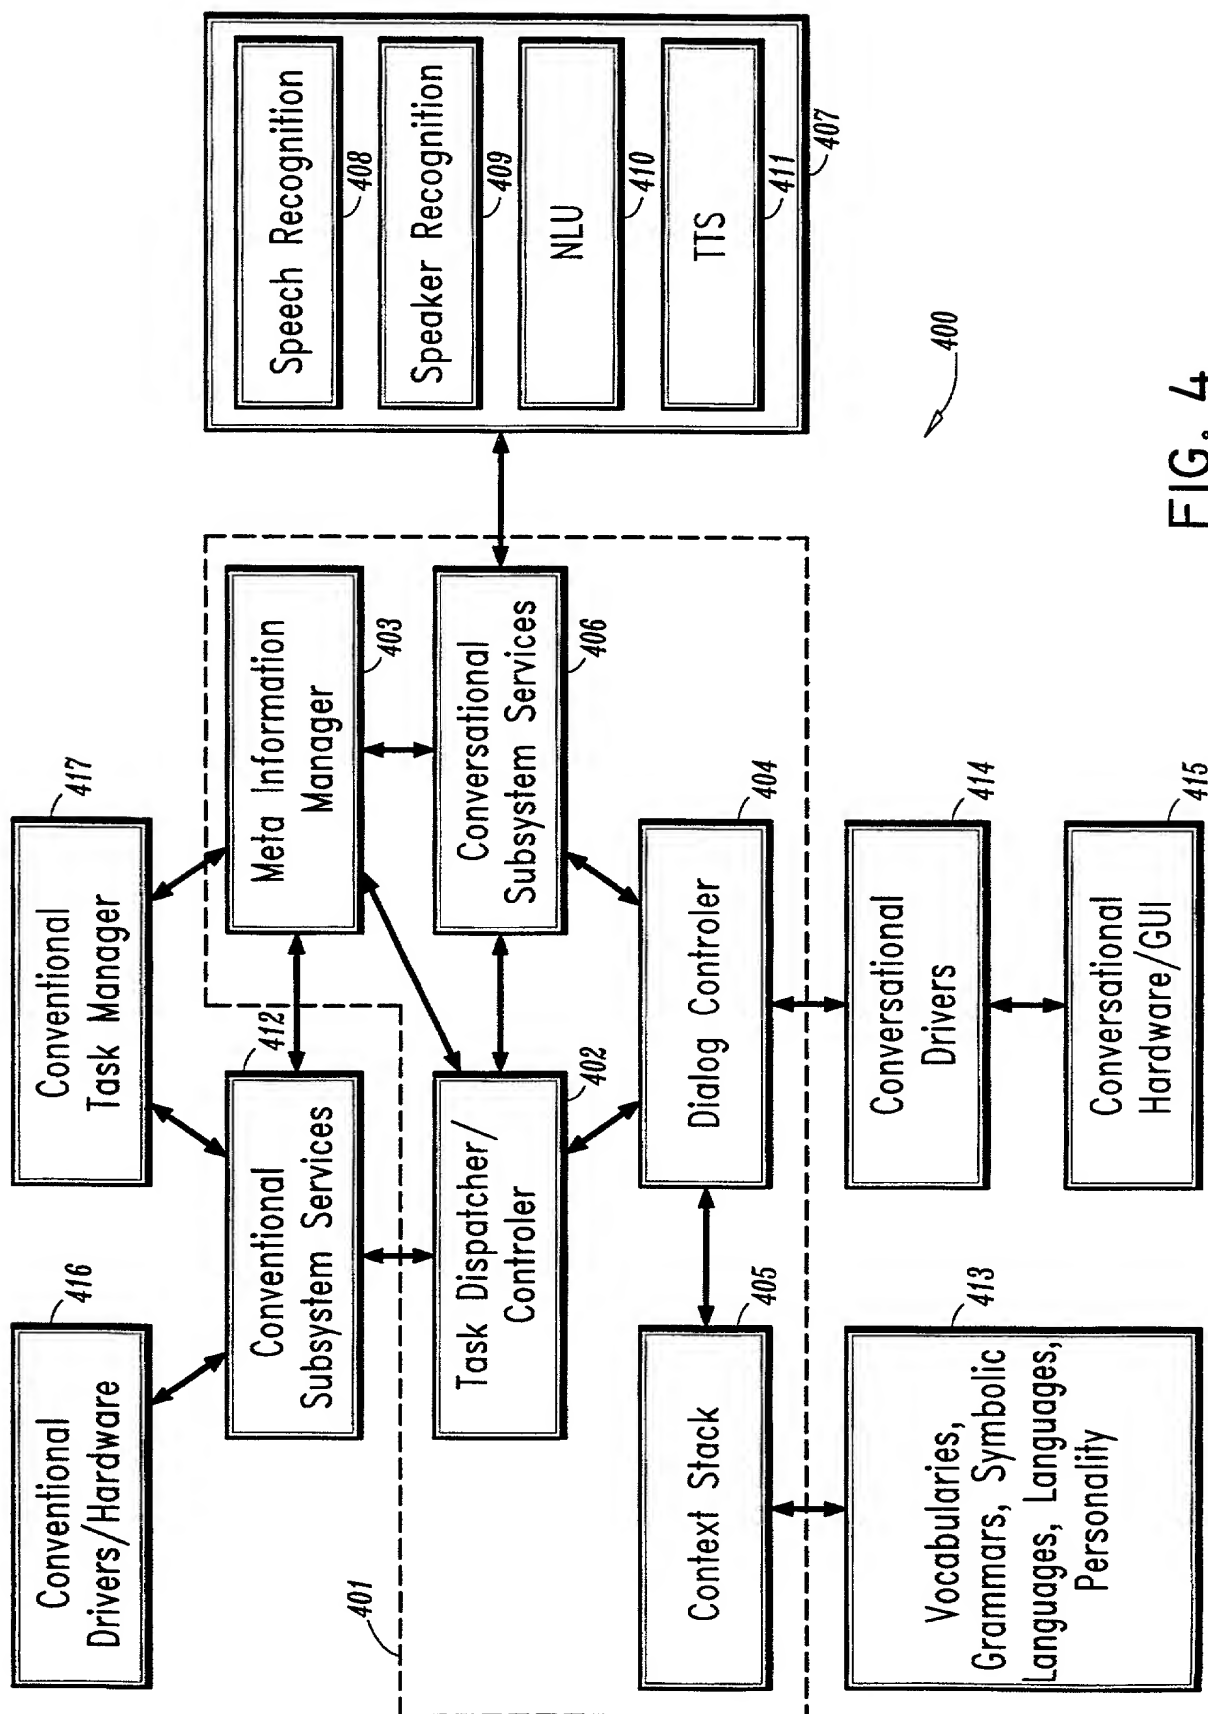 Conventional
Drivers/Hardware
416
Conventional
Task Manager
417
Conventional
Subsystem Services
412
Meta Information
Manager
403
401
Task Dispatcher/
Controler
402
Conversational
Subsystem Services
406
Speech Recognition
408
Speaker Recognition
409
NLU
410
TTS
411
407
Context Stack
405
Dialog Controler
404
Vocabularies,
Grammars, Symbolic
Languages, Languages,
Personality
413
Conversational
Drivers
414
Conversational
Hardware/GUI
415
400
FIG. 4